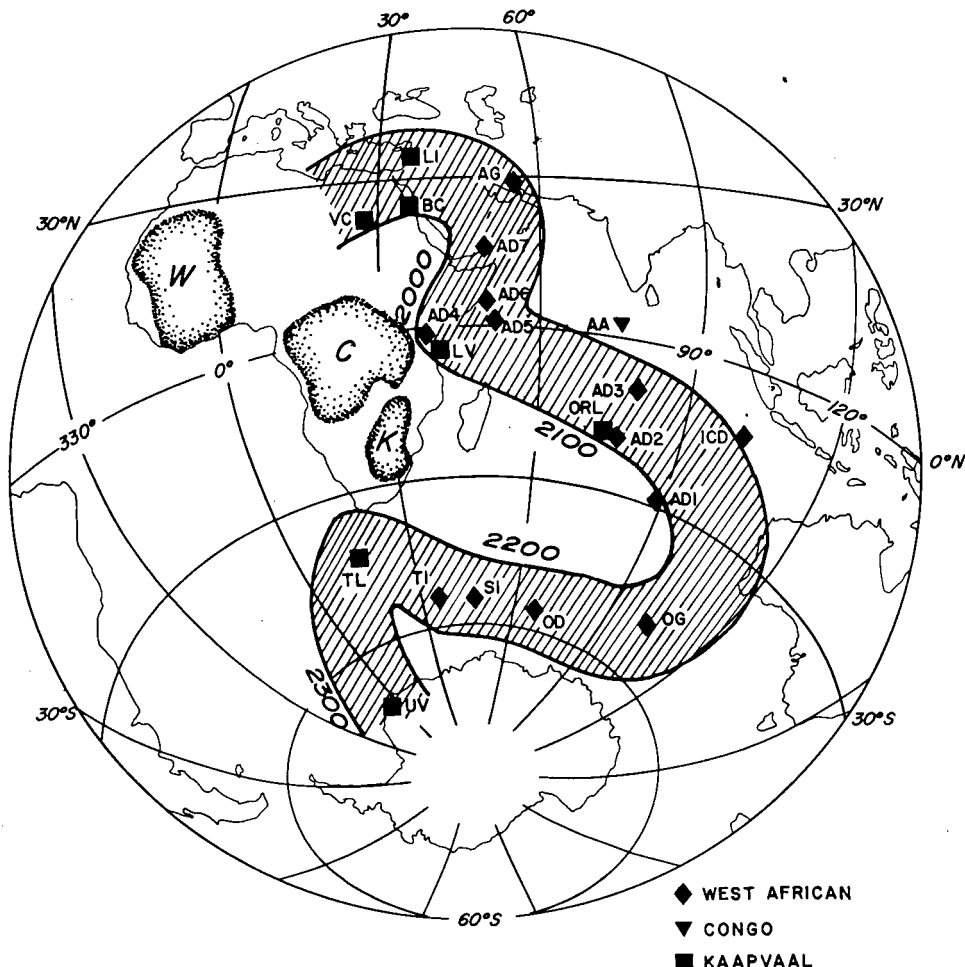 30° 60°
LI
AG
30°N 30°N
VC BC
AD7
W
2000
AD6
AD4 AD5 AA
C LV
90°
0°
AD3
ORL 120°
330° 2100 AD2 ICD
K 0°N
AD1
2200
TL TI SI
OD OG
2300
UV
30°S 30°S
60°S
WEST AFRICAN
CONGO
KAAPVAAL